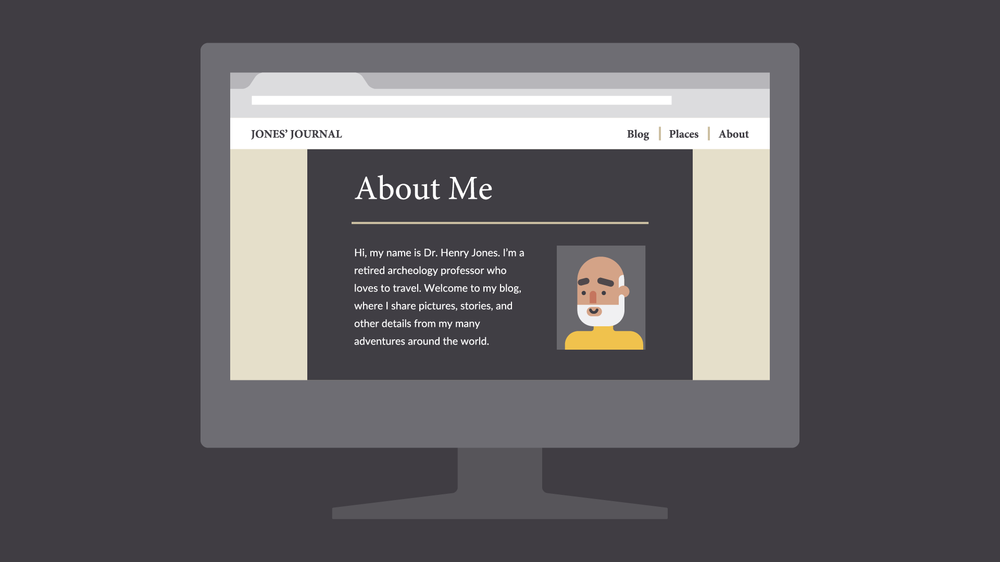 JONES’ JOURNAL
Blog Places About
About Me
Hi, my name is Dr. Henry Jones. I’m a
retired archeology professor who
loves to travel. Welcome to my blog,
where I share pictures, stories, and
other details from my many
adventures around the world.